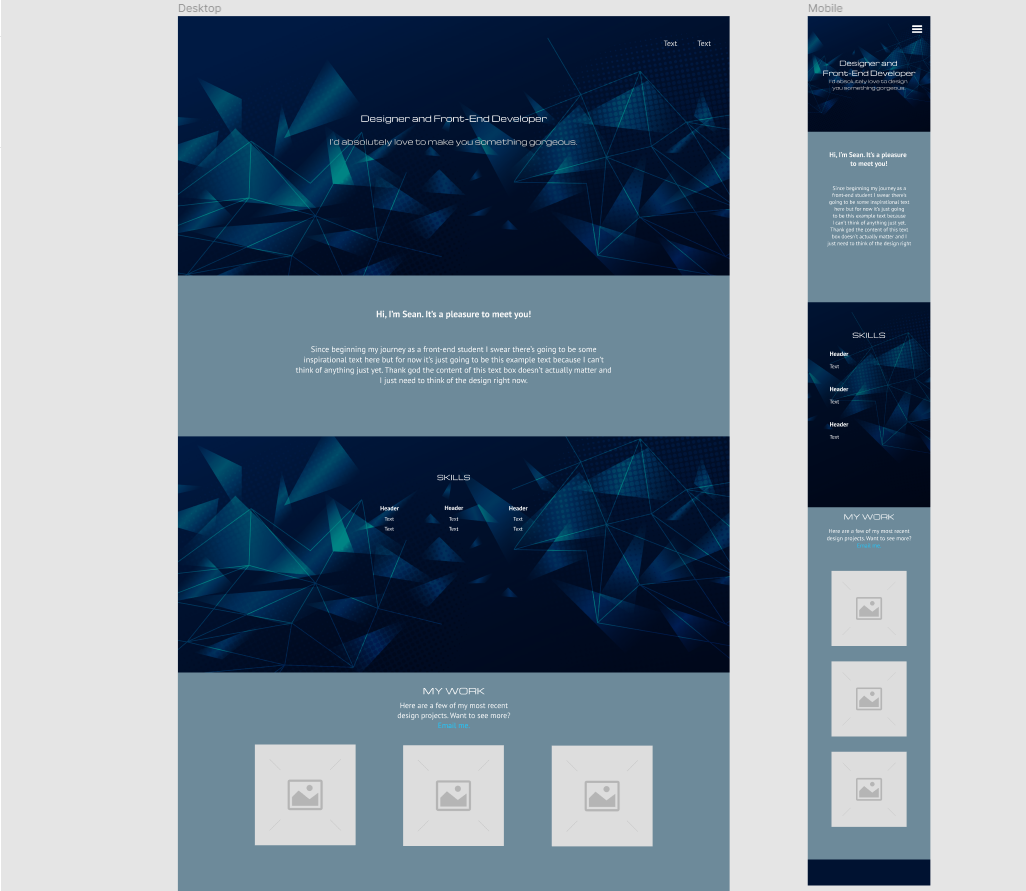 Desktop
Text Text
Designer and Front-End Developer
I'd absolutely love to make you something gorgeous.
Hi, I'm Sean. It's a pleasure to meet you!
Since beginning my journey as a front-end student I swear there's going to be some
inspirational text here but for now it's just going to be this example text because I can't
think of anything just yet. Thank god the content of this text box doesn't actually matter and
I just need to think of the design right now.
SKILLS
Header Header Header
Text Text Text
Text Text Text
MY WORK
Here are a few of my most recent
design projects. Want to see more?
Email me
Mobile
Designer and
Front-End Developer
I'd absolutely love to design
you something gorgeous.
Hi, I'm Sean. It's a pleasure
to meet you!
Since beginning my journey as a
front-end student I swear there's
going to be some inspirational text
here but for now it's just going
to be this example text because
I can't think of anything just yet.
Thank god the content of this text
box doesn't actually matter and I
just need to think of the design right
SKILLS
Header
Text
Header
Text
Header
Text
MY WORK
Here are a few of my most recent
design projects. Want to see more?
Email me